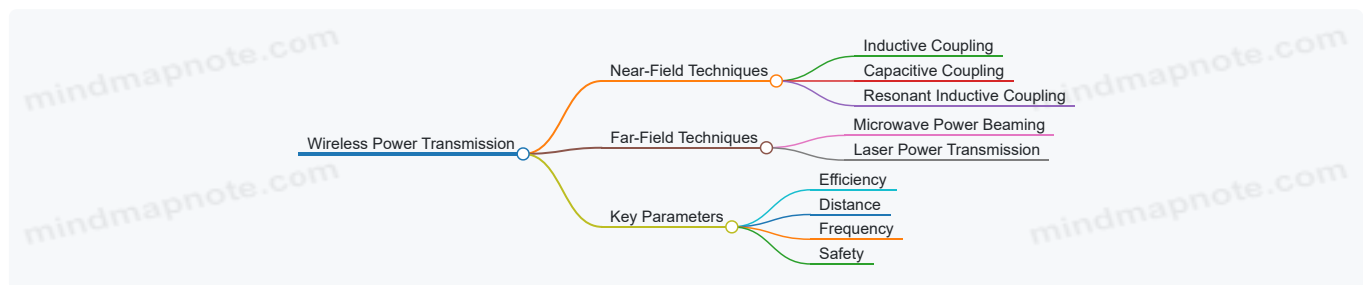 mindmapnote.com
mindmapnote.com
Wireless Power Transmission
Near-Field Techniques
Inductive Coupling
Capacitive Coupling
Resonant Inductive Coupling
Far-Field Techniques
Microwave Power Beaming
Laser Power Transmission
Key Parameters
Efficiency
Distance
Frequency
Safety
mindmapnote.com
mindmapnote.com